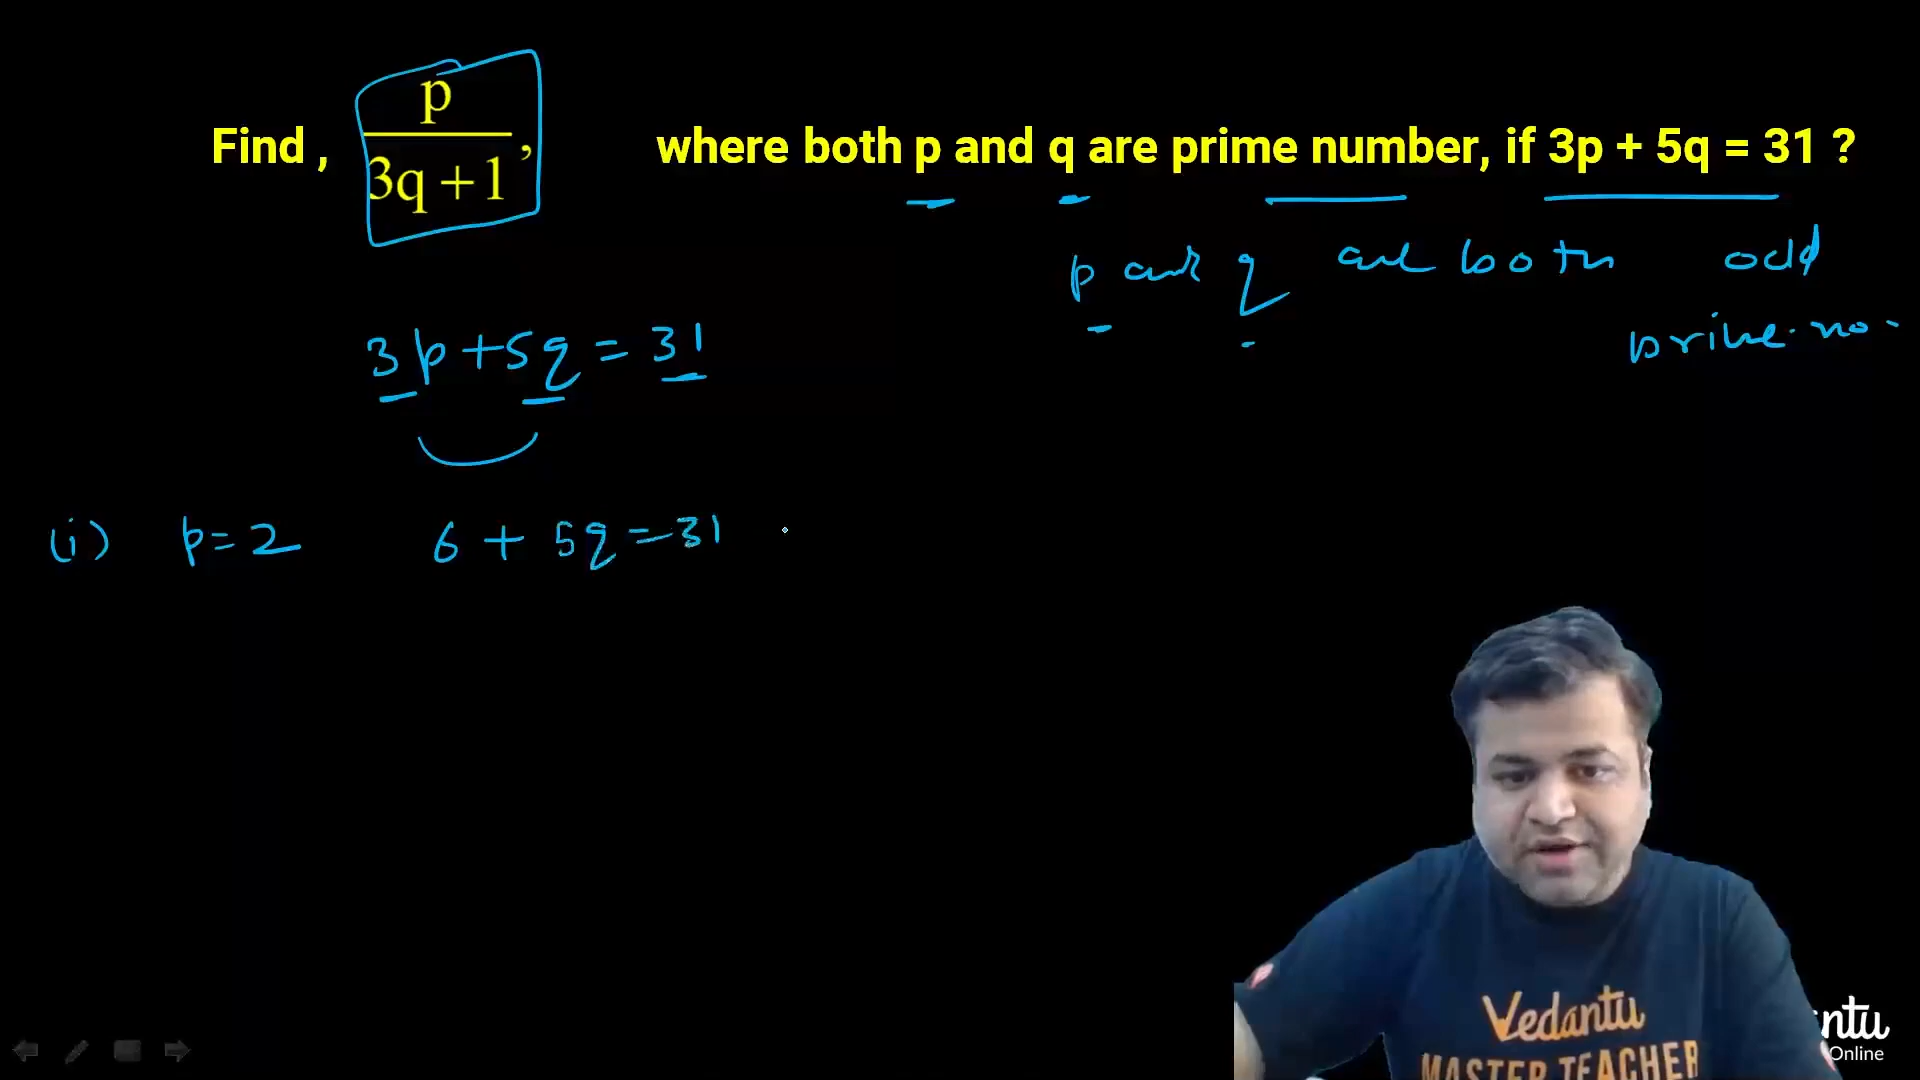 Find , p / 3q + 1 , where both p and q are prime number, if 3p + 5q = 31 ?
p and q are both odd
prime no.
3p + 5q = 31
(i) p = 2 6 + 5q = 31
Vedantu
MASTER TEACHER
ntu
Online